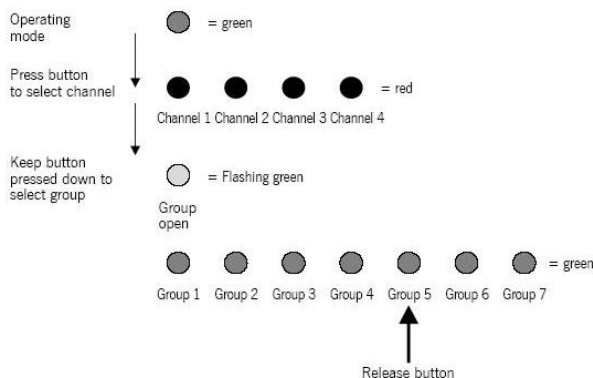 Operating
mode
= green
Press button
to select channel
= red
Channel 1 Channel 2 Channel 3 Channel 4
Keep button
pressed down to
select group
= Flashing green
Group
open
= green
Group 1 Group 2 Group 3 Group 4 Group 5 Group 6 Group 7
Release button